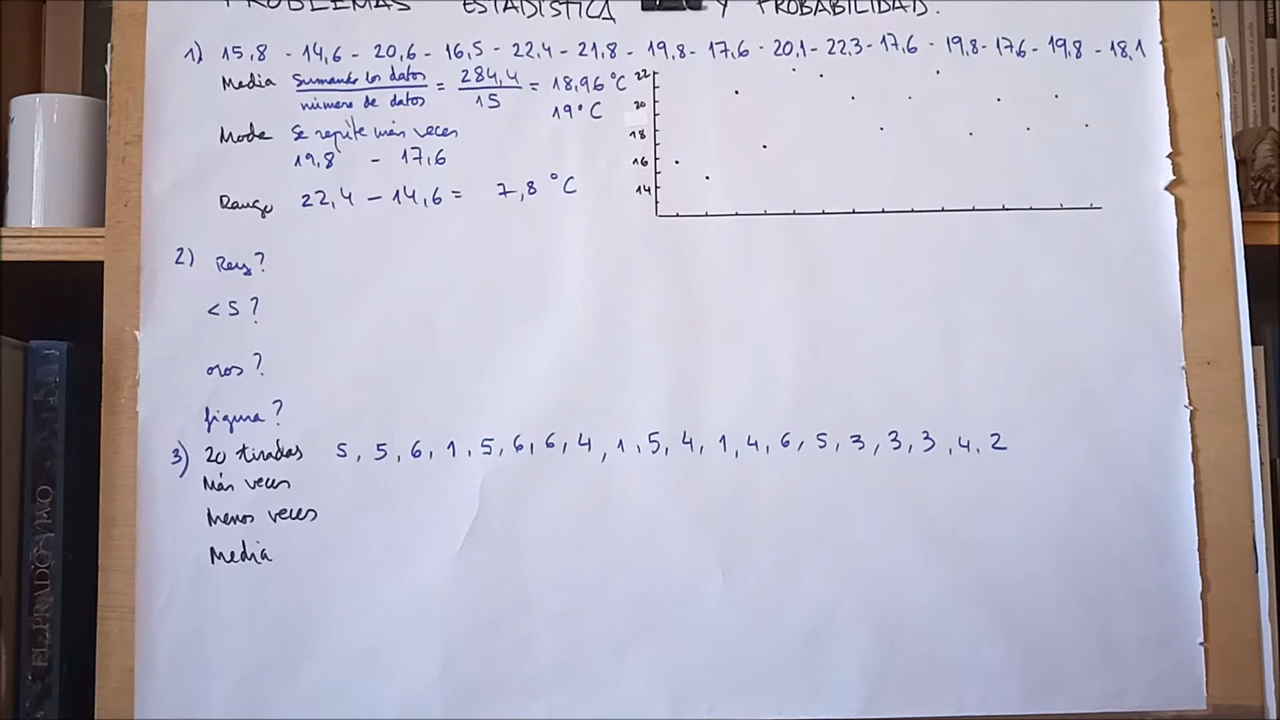 PROBLEMAS ESTADÍSTICA Y PROBABILIDAD.
1) 15,8 - 14,6 - 20,6 - 16,5 - 22,4 - 21,8 - 19,8 - 17,6 - 20,1 - 22,3 - 17,6 - 19,8 - 17,6 - 19,8 - 18,1
Media Sumando los datos = 284,4 = 18,96 °C
número de datos 15 19°C
Moda Se repite más veces
19,8 - 17,6
Rango 22,4 - 14,6 = 7,8 °C
22
20
18
16
14
2) Rey?
< 5?
oros?
figura?
3) 20 tiradas 5, 5, 6, 1, 5, 6, 6, 4, 1, 5, 4, 1, 4, 6, 5, 3, 3, 3, 4, 2
Más veces
Menos veces
Media
EL PRADO VIVO